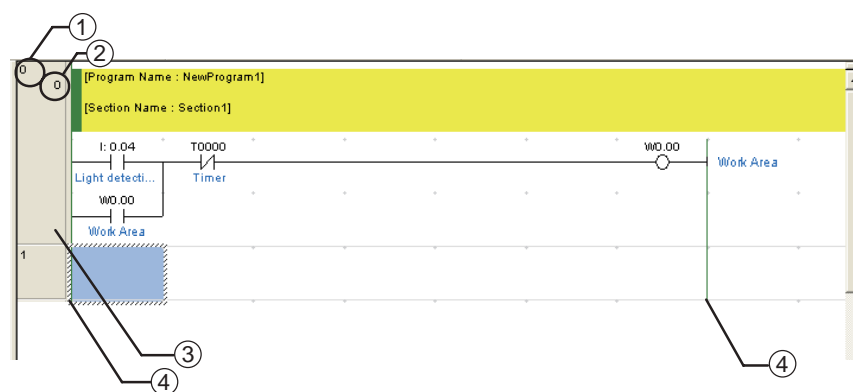 ①
②
0
0
[Program Name : NewProgram1]
[Section Name : Section1]
I: 0.04 T0000 W0.00
Work Area
Light detecti... Timer
W0.00
Work Area
1
③
④
④